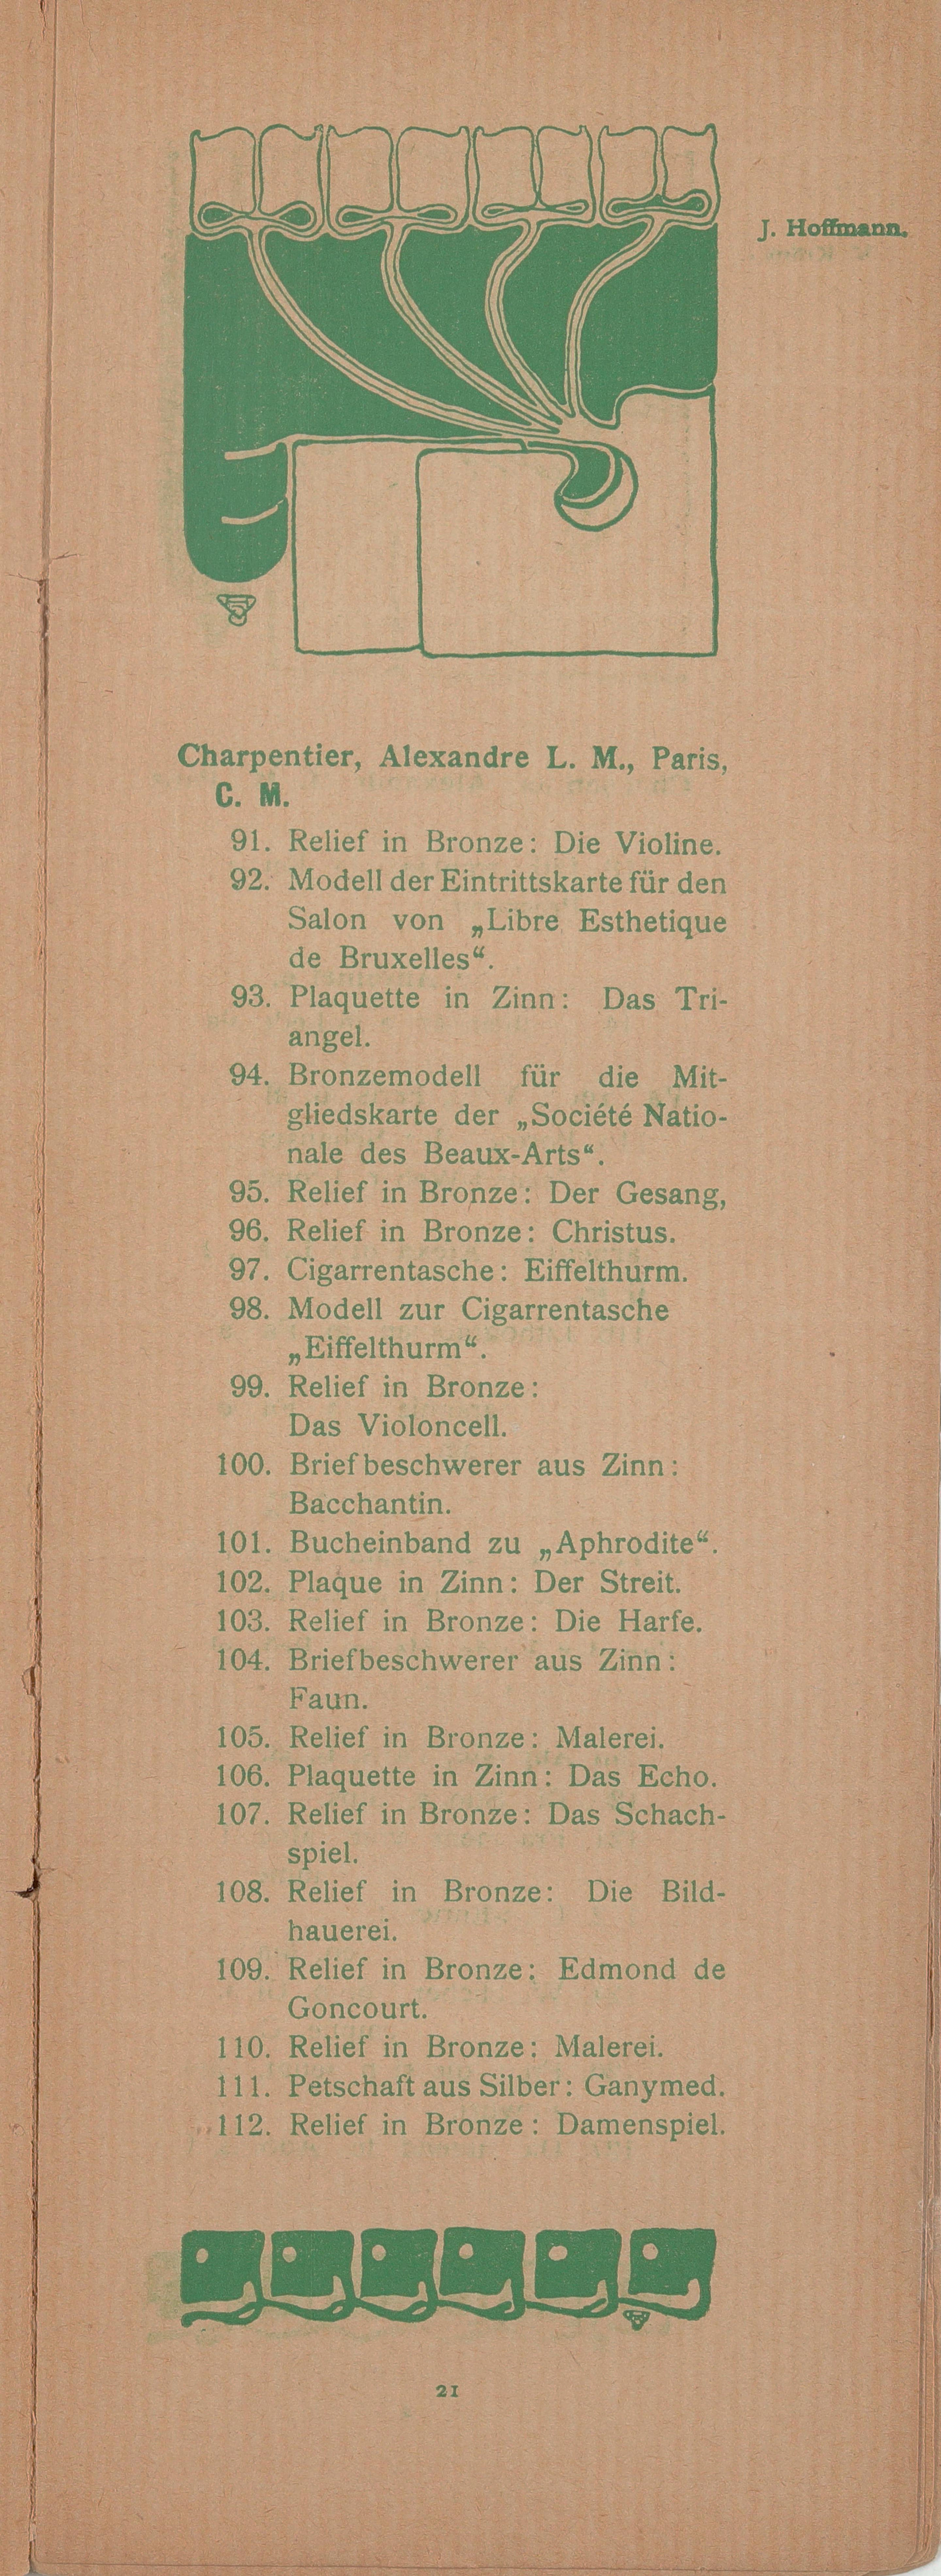 J. Hoffmann.
Charpentier, Alexandre L. M., Paris,
C. M.
91. Relief in Bronze: Die Violine.
92. Modell der Eintrittskarte für den
Salon von „Libre Esthetique
de Bruxelles“.
93. Plaquette in Zinn: Das Tri-
angel.
94. Bronzemodell für die Mit-
gliedskarte der „Société Natio-
nale des Beaux-Arts“.
95. Relief in Bronze: Der Gesang,
96. Relief in Bronze: Christus.
97. Cigarrentasche: Eiffelthurm.
98. Modell zur Cigarrentasche
„Eiffelthurm“.
99. Relief in Bronze:
Das Violoncell.
100. Briefbeschwerer aus Zinn:
Bacchantin.
101. Bucheinband zu „Aphrodite“.
102. Plaque in Zinn: Der Streit.
103. Relief in Bronze: Die Harfe.
104. Briefbeschwerer aus Zinn:
Faun.
105. Relief in Bronze: Malerei.
106. Plaquette in Zinn: Das Echo.
107. Relief in Bronze: Das Schach-
spiel.
108. Relief in Bronze: Die Bild-
hauerei.
109. Relief in Bronze: Edmond de
Goncourt.
110. Relief in Bronze: Malerei.
111. Petschaft aus Silber: Ganymed.
112. Relief in Bronze: Damenspiel.
21